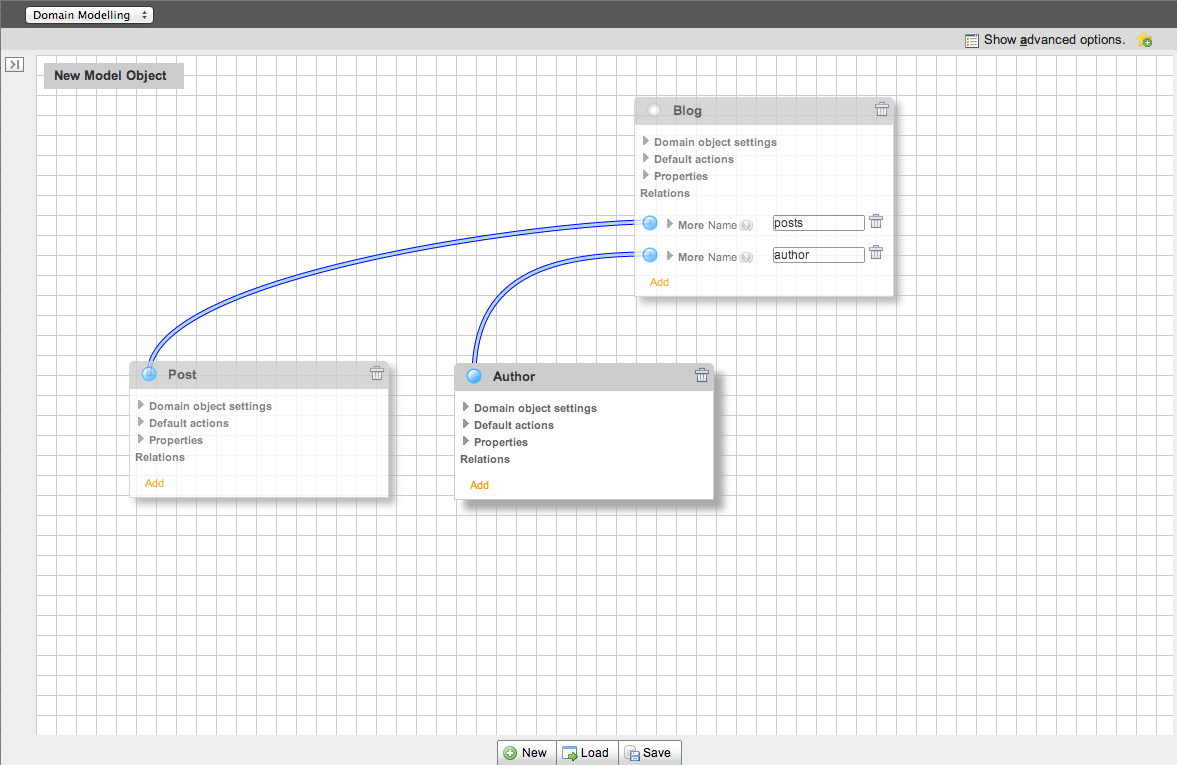 Domain Modelling
Show advanced options.
New Model Object
Blog
Domain object settings
Default actions
Properties
Relations
More Name ? posts
More Name ? author
Add
Post
Domain object settings
Default actions
Properties
Relations
Add
Author
Domain object settings
Default actions
Properties
Relations
Add
New Load Save